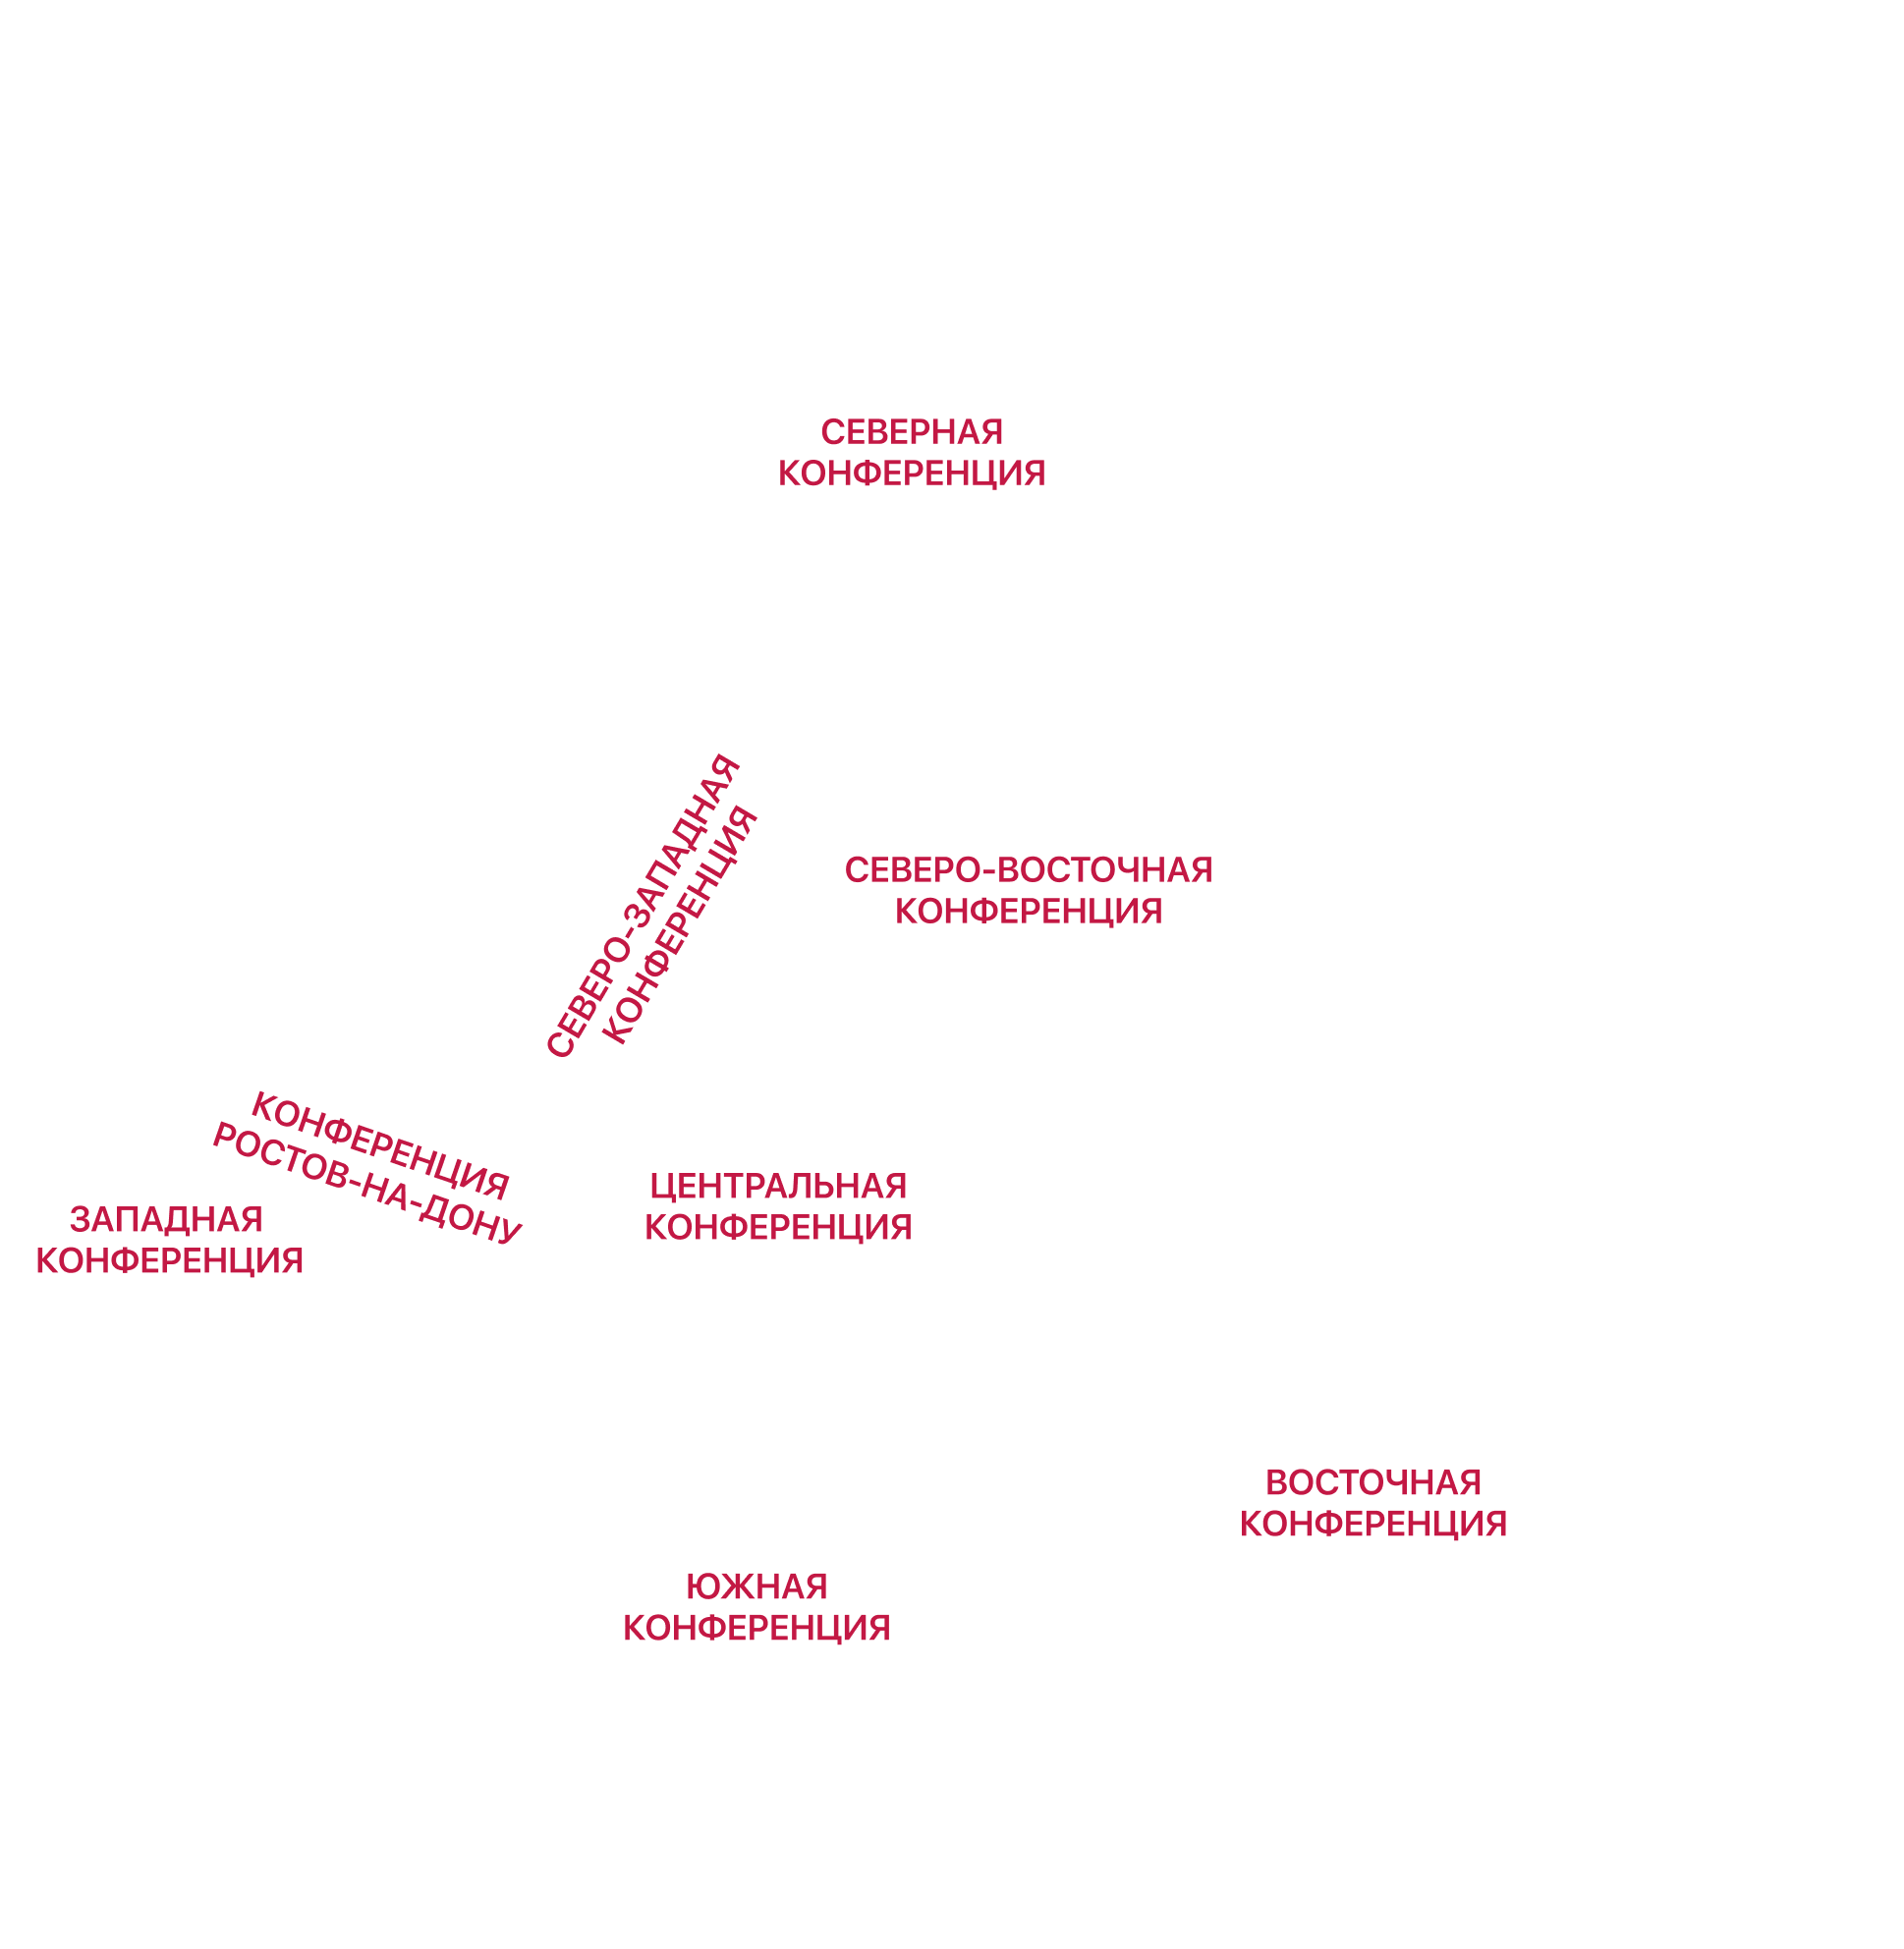 СЕВЕРНАЯ
КОНФЕРЕНЦИЯ
СЕВЕРО-ЗАПАДНАЯ
КОНФЕРЕНЦИЯ
СЕВЕРО-ВОСТОЧНАЯ
КОНФЕРЕНЦИЯ
КОНФЕРЕНЦИЯ
РОСТОВ-НА-ДОНУ
ЗАПАДНАЯ
КОНФЕРЕНЦИЯ
ЦЕНТРАЛЬНАЯ
КОНФЕРЕНЦИЯ
ВОСТОЧНАЯ
КОНФЕРЕНЦИЯ
ЮЖНАЯ
КОНФЕРЕНЦИЯ